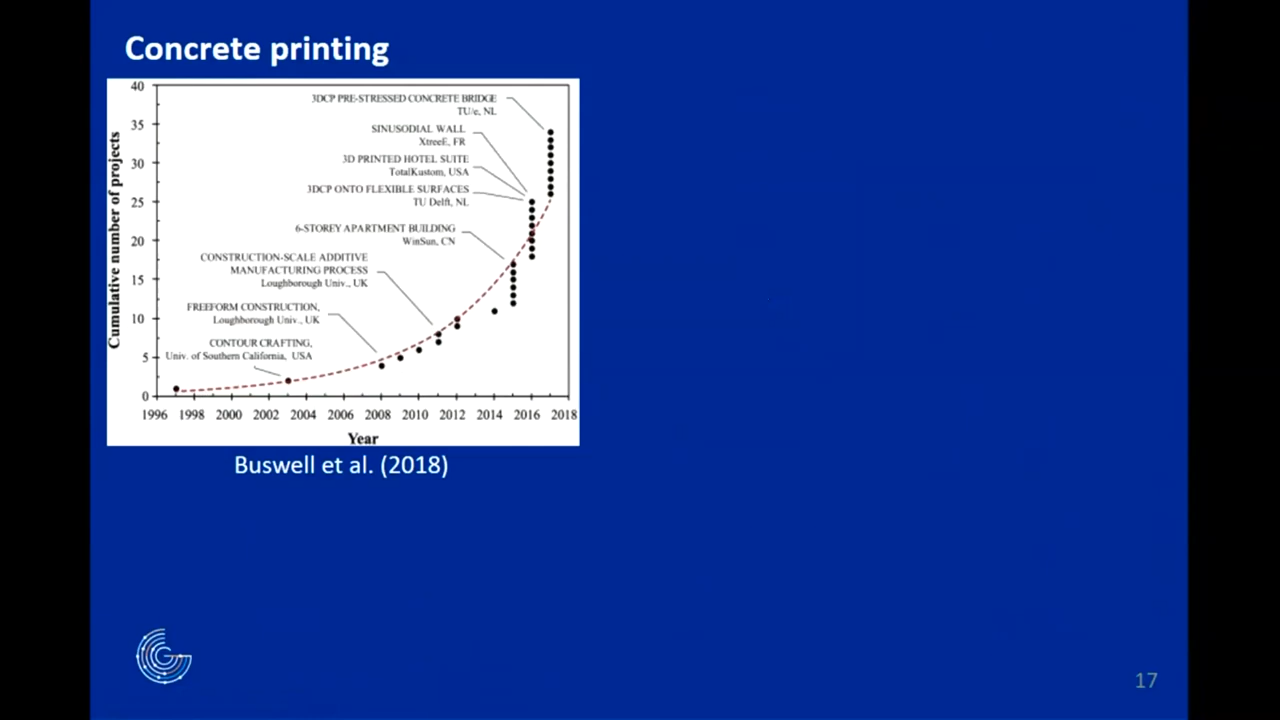 Concrete printing
40
35
30
25
20
15
10
5
0
Cumulative number of projects
3DCP PRE-STRESSED CONCRETE BRIDGE
TU/e, NL
SINUSODIAL WALL
XtreeE, FR
3D PRINTED HOTEL SUITE
TotalKustom, USA
3DCP ONTO FLEXIBLE SURFACES
TU Delft, NL
6-STOREY APARTMENT BUILDING
WinSun, CN
CONSTRUCTION-SCALE ADDITIVE
MANUFACTURING PROCESS
Loughborough Univ., UK
FREEFORM CONSTRUCTION,
Loughborough Univ., UK
CONTOUR CRAFTING,
Univ. of Southern California, USA
1996 1998 2000 2002 2004 2006 2008 2010 2012 2014 2016 2018
Year
Buswell et al. (2018)
17